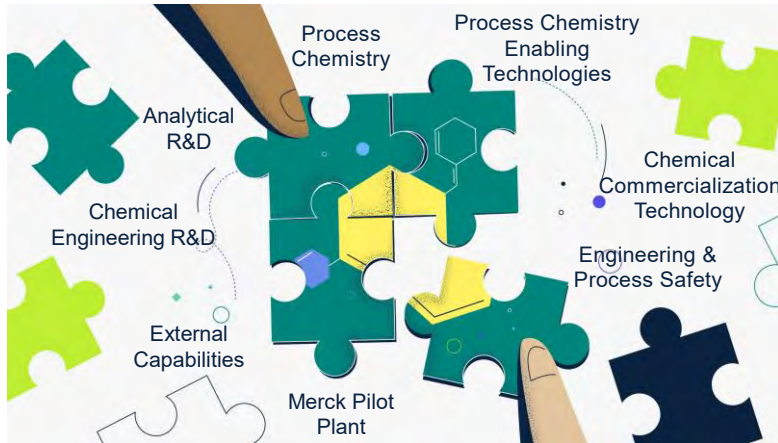 Process
Chemistry
Process Chemistry
Enabling
Technologies
Analytical
R&D
Chemical
Commercialization
Technology
Chemical
Engineering R&D
Engineering &
Process Safety
External
Capabilities
Merck Pilot
Plant